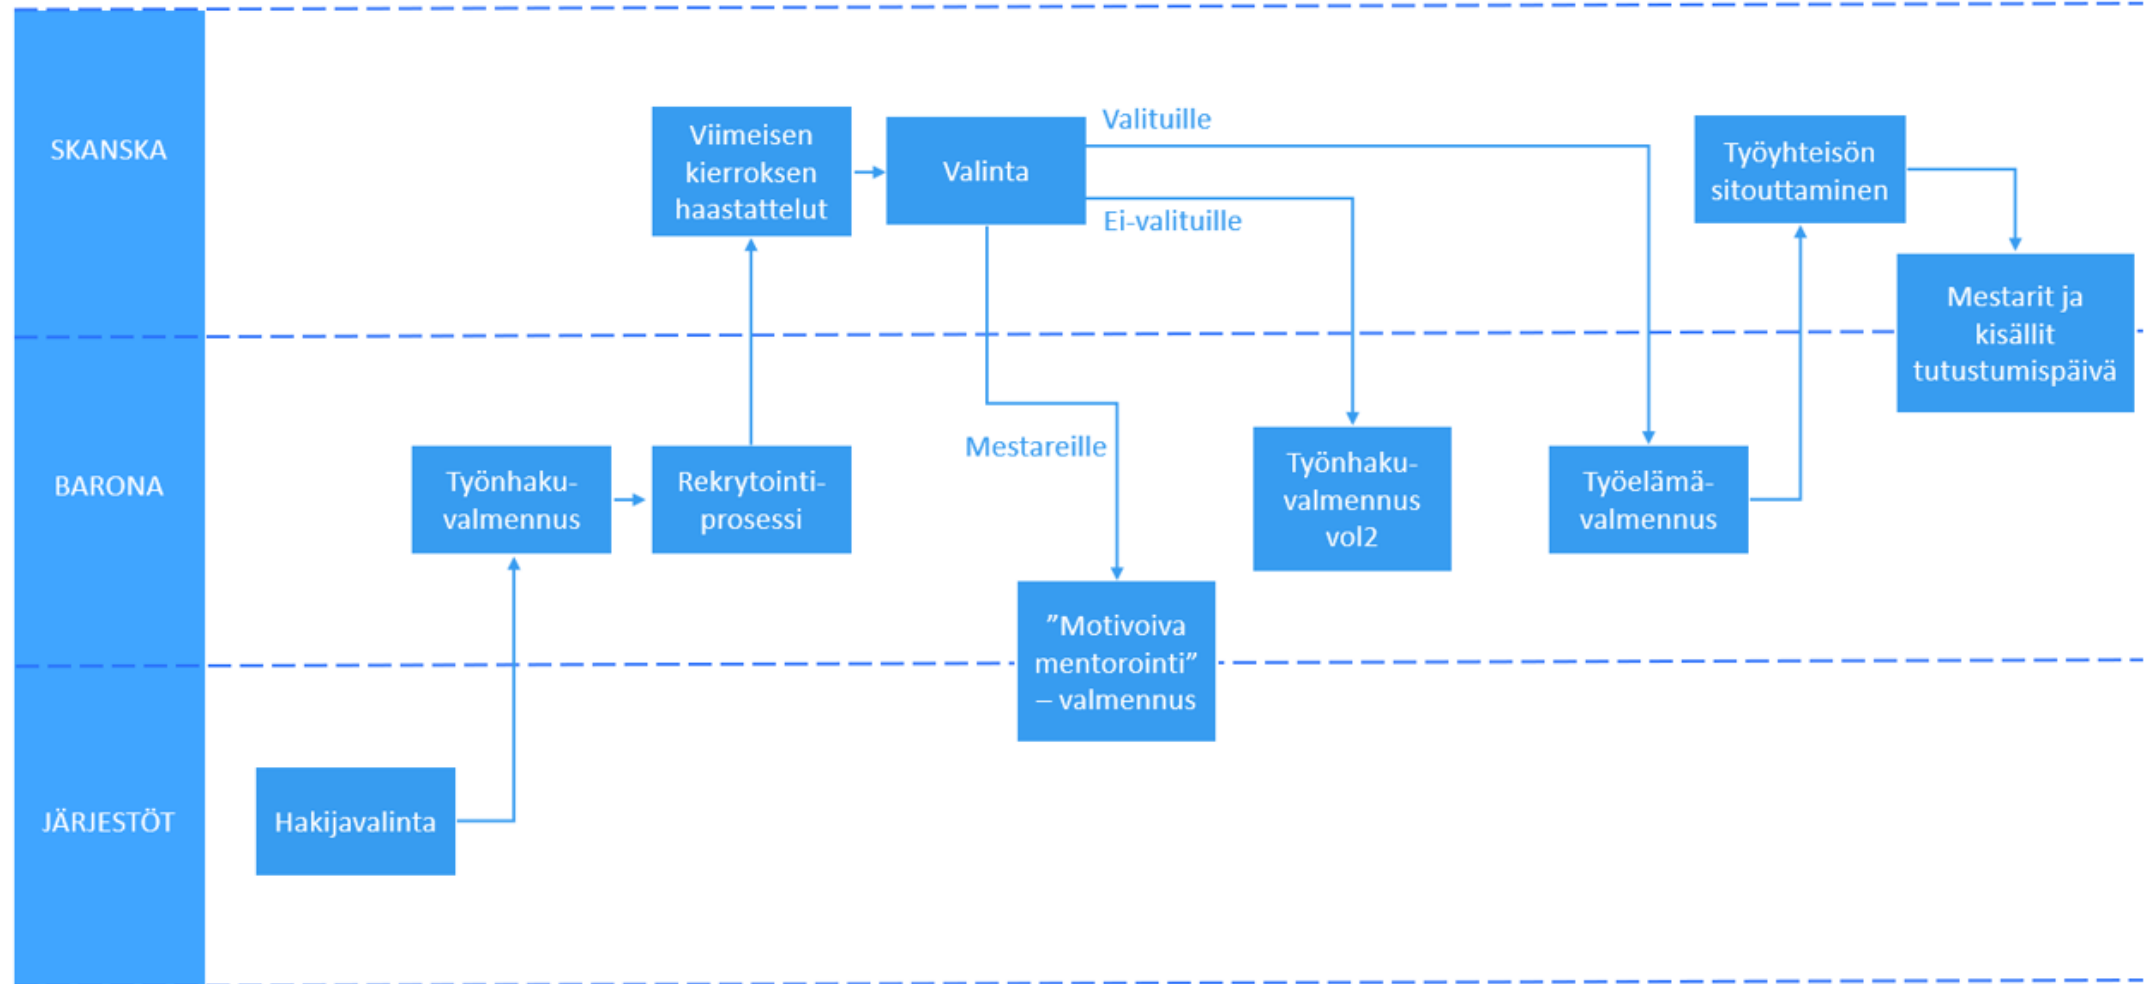 SKANSKA
Viimeisen
kierroksen
haastattelut
Valinta
Valituille
Ei-valituille
Työyhteisön
sitouttaminen
Mestarit ja
kisällit
tutustumispäivä
BARONA
Työnhaku-
valmennus
Rekrytointi-
prosessi
Mestareille
Työnhaku-
valmennus
vol2
Työelämä-
valmennus
”Motivoiva
mentorointi”
– valmennus
JÄRJESTÖT
Hakijavalinta